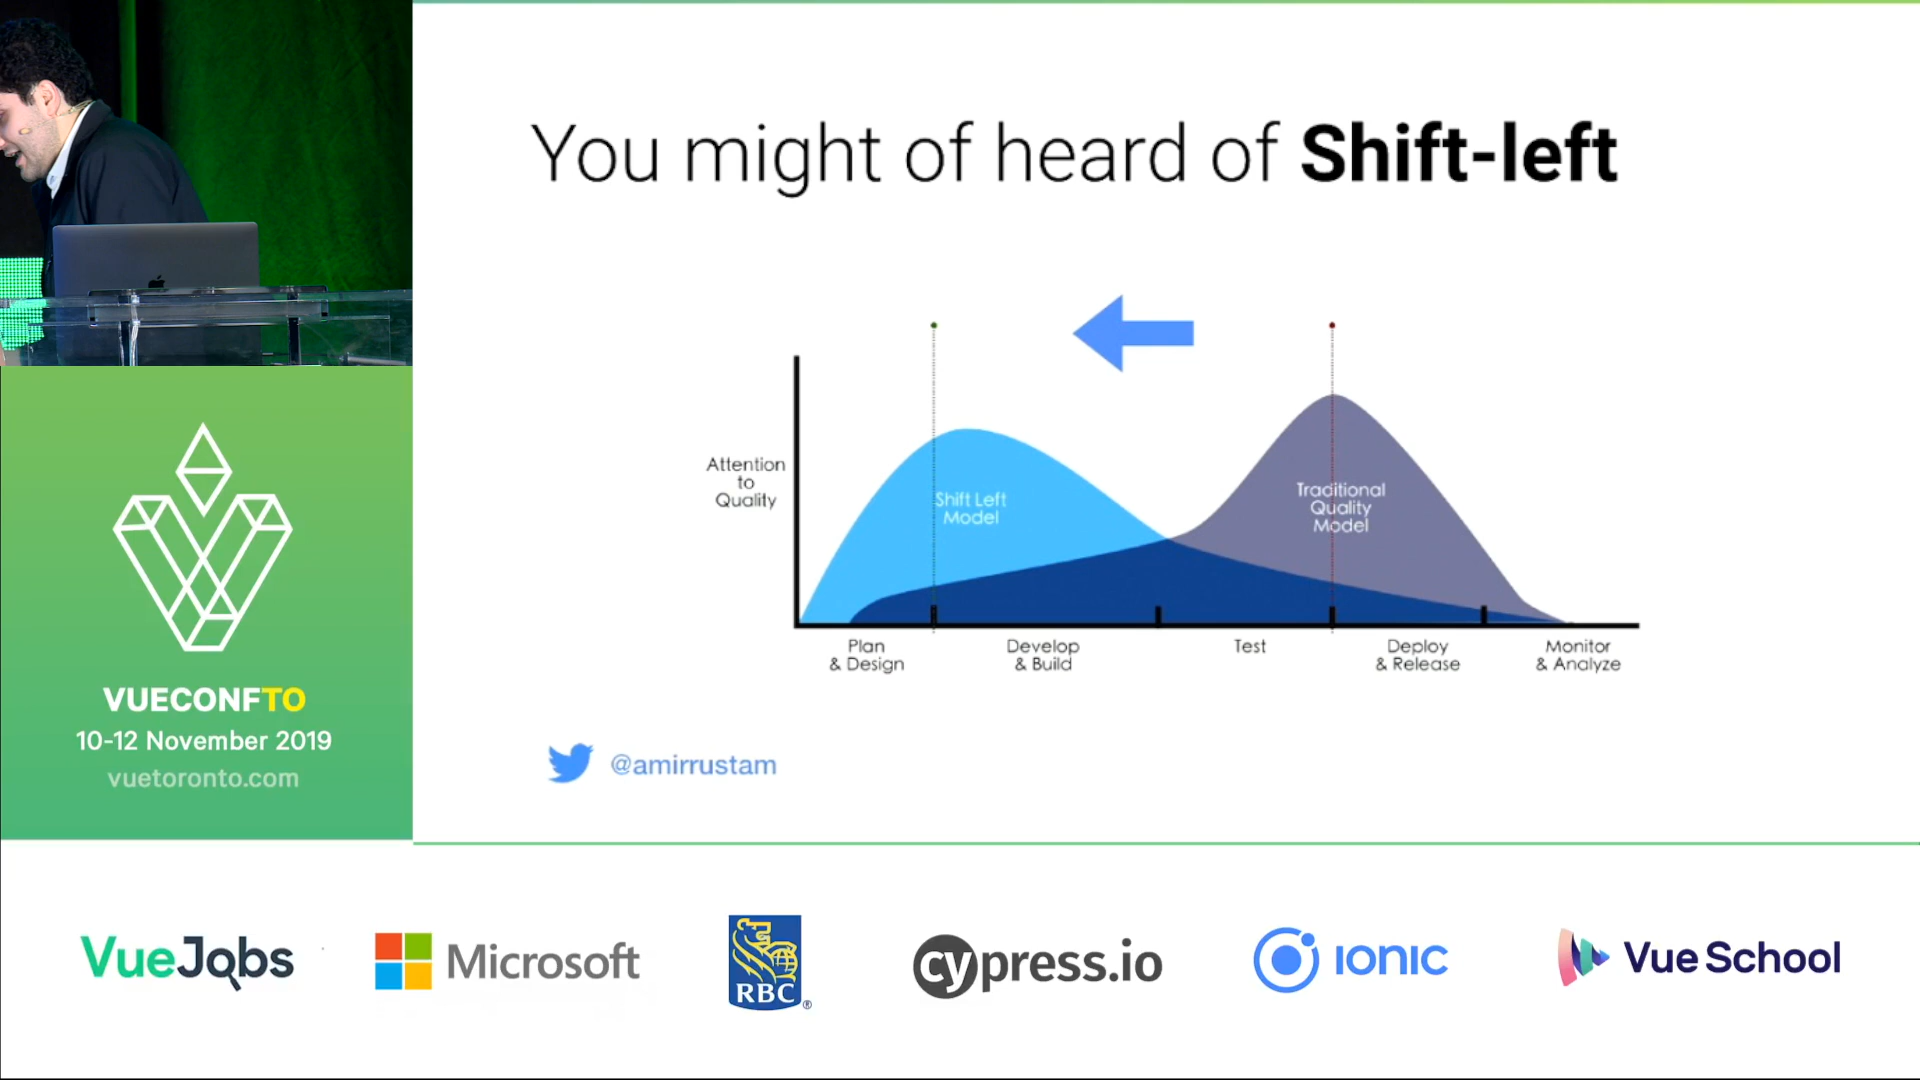 You might of heard of Shift-left
Attention
to
Quality
Shift Left
Model
Traditional
Quality
Model
Plan
& Design
Develop
& Build
Test
Deploy
& Release
Monitor
& Analyze
@amirrustam
VUECONFTO
10-12 November 2019
vuetoronto.com
VueJobs
Microsoft
RBC®
cypress.io
IONIC
Vue School